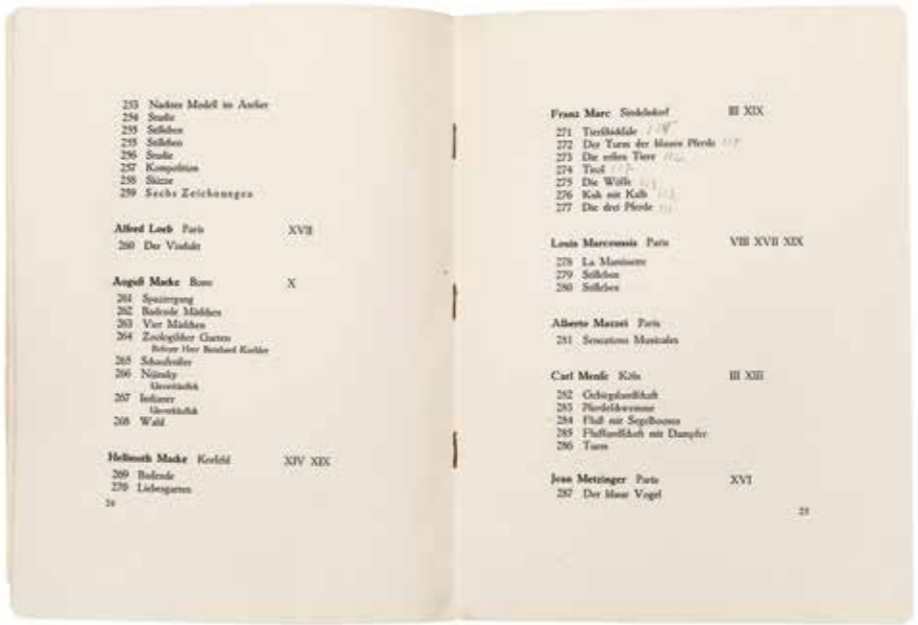 253 Nacktes Modell im Atelier
254 Studie
255 Stilleben
255 Stilleben
256 Studie
257 Komposition
258 Skizze
259 Sechs Zeichnungen
Alfred Loeb Paris XVII
260 Der Viadukt
August Macke Bonn X
261 Spaziergang
262 Badende Mädchen
263 Vier Mädchen
264 Zoologischer Garten
Besitzer Herr Bernhard Koehler
265 Schaufenster
266 Nijinsky
Unverkäuflich
267 Indianer
Unverkäuflich
268 Wald
Hellmuth Macke Krefeld XIV XIX
269 Badende
270 Liebesgarten
24
Franz Marc Sindelsdorf III XIX
271 Tierschicksale
272 Der Turm der blauen Pferde
273 Die ersten Tiere
274 Tirol
275 Die Wölfe
276 Kuh mit Kalb
277 Die drei Pferde
Louis Marcoussis Paris VIII XVII XIX
278 La Martinette
279 Stilleben
280 Stilleben
Alberto Paris
281 Sensations Musicales
Carl Mense Köln III XIII
282 Gebirgslandschaft
283 Pferdeschwemme
284 Fluß mit Segelbooten
285 Flußlandschaft mit Dampfer
286 Turm
Jean Metzinger Paris XVI
287 Der blaue Vogel
25